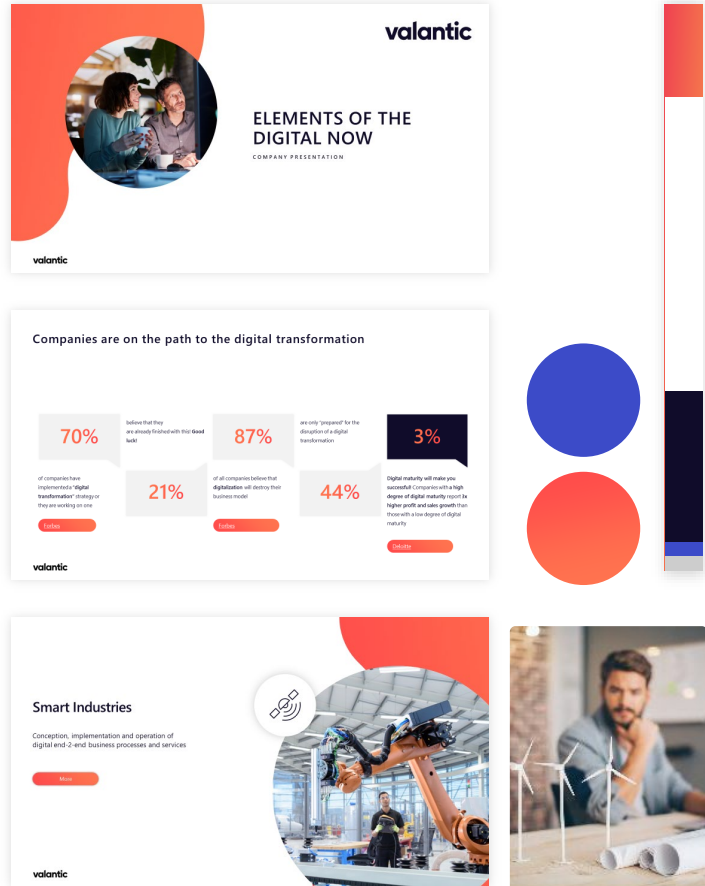 valantic
ELEMENTS OF THE
DIGITAL NOW
COMPANY PRESENTATION
valantic
Companies are on the path to the digital transformation
70%
of companies have
implemented a "digital
transformation" strategy or
they are working on one
Forbes
believe that they
are already finished with this! Good
luck!
21%
87%
of all companies believe that
digitalization will destroy their
business model
Forbes
are only "prepared" for the
disruption of a digital
transformation
44%
3%
Digital maturity will make you
successful! Companies with a high
degree of digital maturity report 3x
higher profit and sales growth than
those with a low degree of digital
maturity
Deloitte
valantic
Smart Industries
Conception, implementation and operation of
digital end-2-end business processes and services
More
valantic